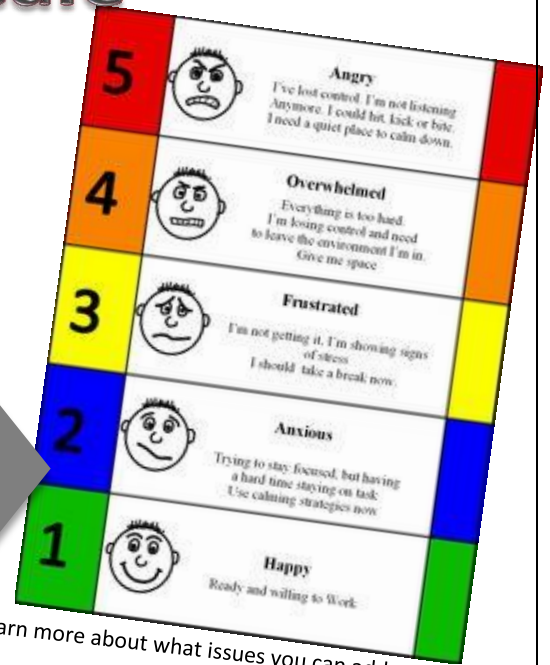 5
Angry
I've lost control. I'm not listening
Anymore. I could hit, kick or bite.
I need a quiet place to calm down.
4
Overwhelmed
Everything is too hard.
I'm losing control and need
to leave the environment I'm in.
Give me space
3
Frustrated
I'm not getting it, I'm showing signs
of stress
I should take a break now.
2
Anxious
Trying to stay focused, but having
a hard time staying on task
Use calming strategies now
1
Happy
Ready and willing to Work
more about what issues you can